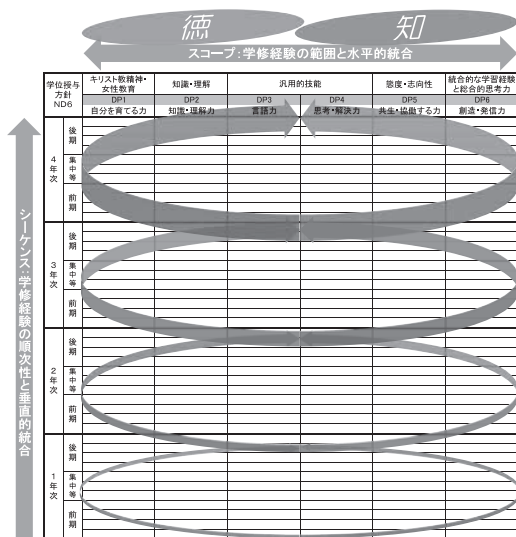 徳 知
スコープ:学修経験の範囲と水平的統合
学位授与
方針
ND6
キリスト教精神・
女性教育
知識・理解
汎用的技能
態度・志向性
統合的な学習経験
と総合的思考力
DP1 DP2 DP3 DP4 DP5 DP6
自分を育てる力 知識・理解力 言語力 思考・解決力 共生・協働する力 創造・発信力
シーケンス:学修経験の順次性と垂直的統合
4年次
後期
集中等
前期
3年次
後期
集中等
前期
2年次
後期
集中等
前期
1年次
後期
集中等
前期